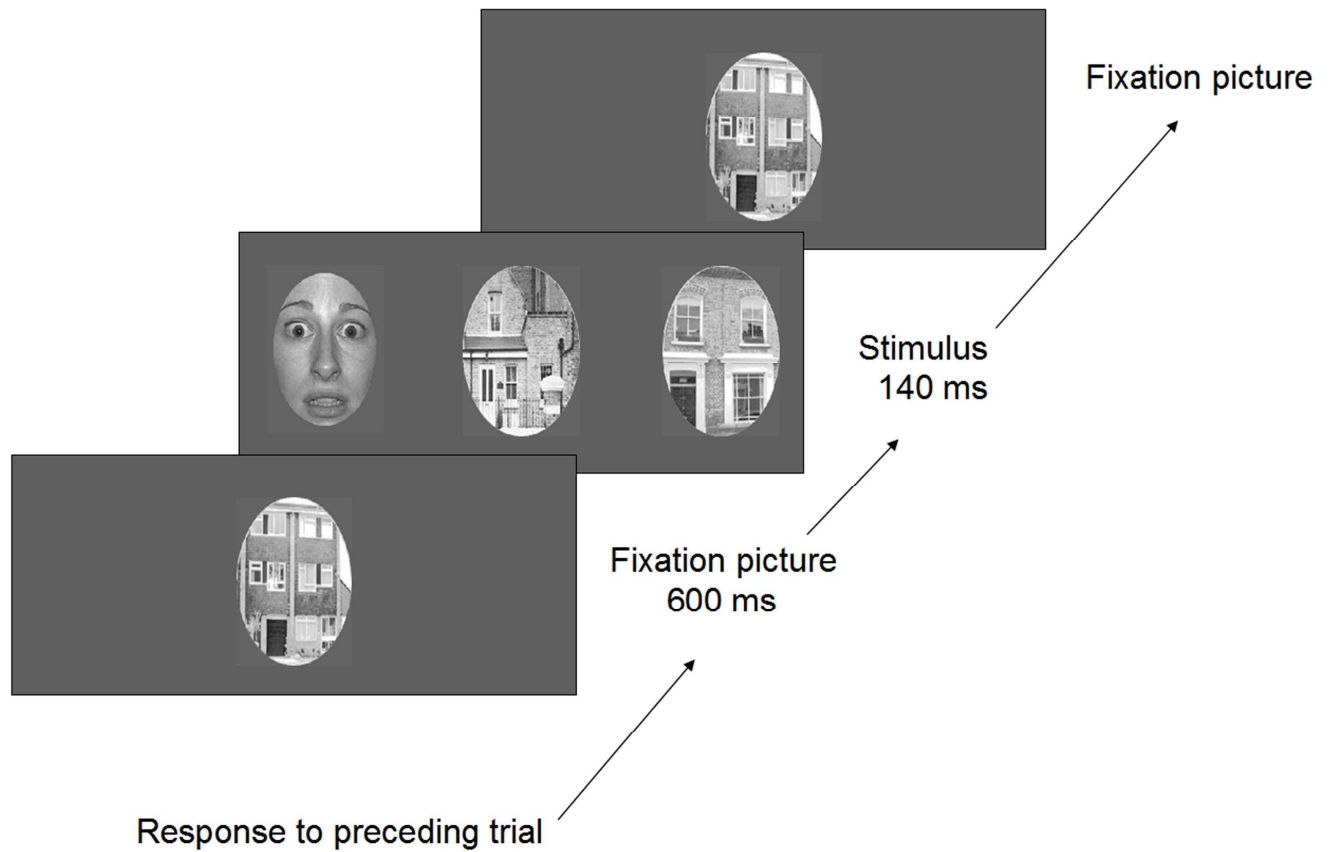 Fixation picture
Stimulus
140 ms
Fixation picture
600 ms
Response to preceding trial